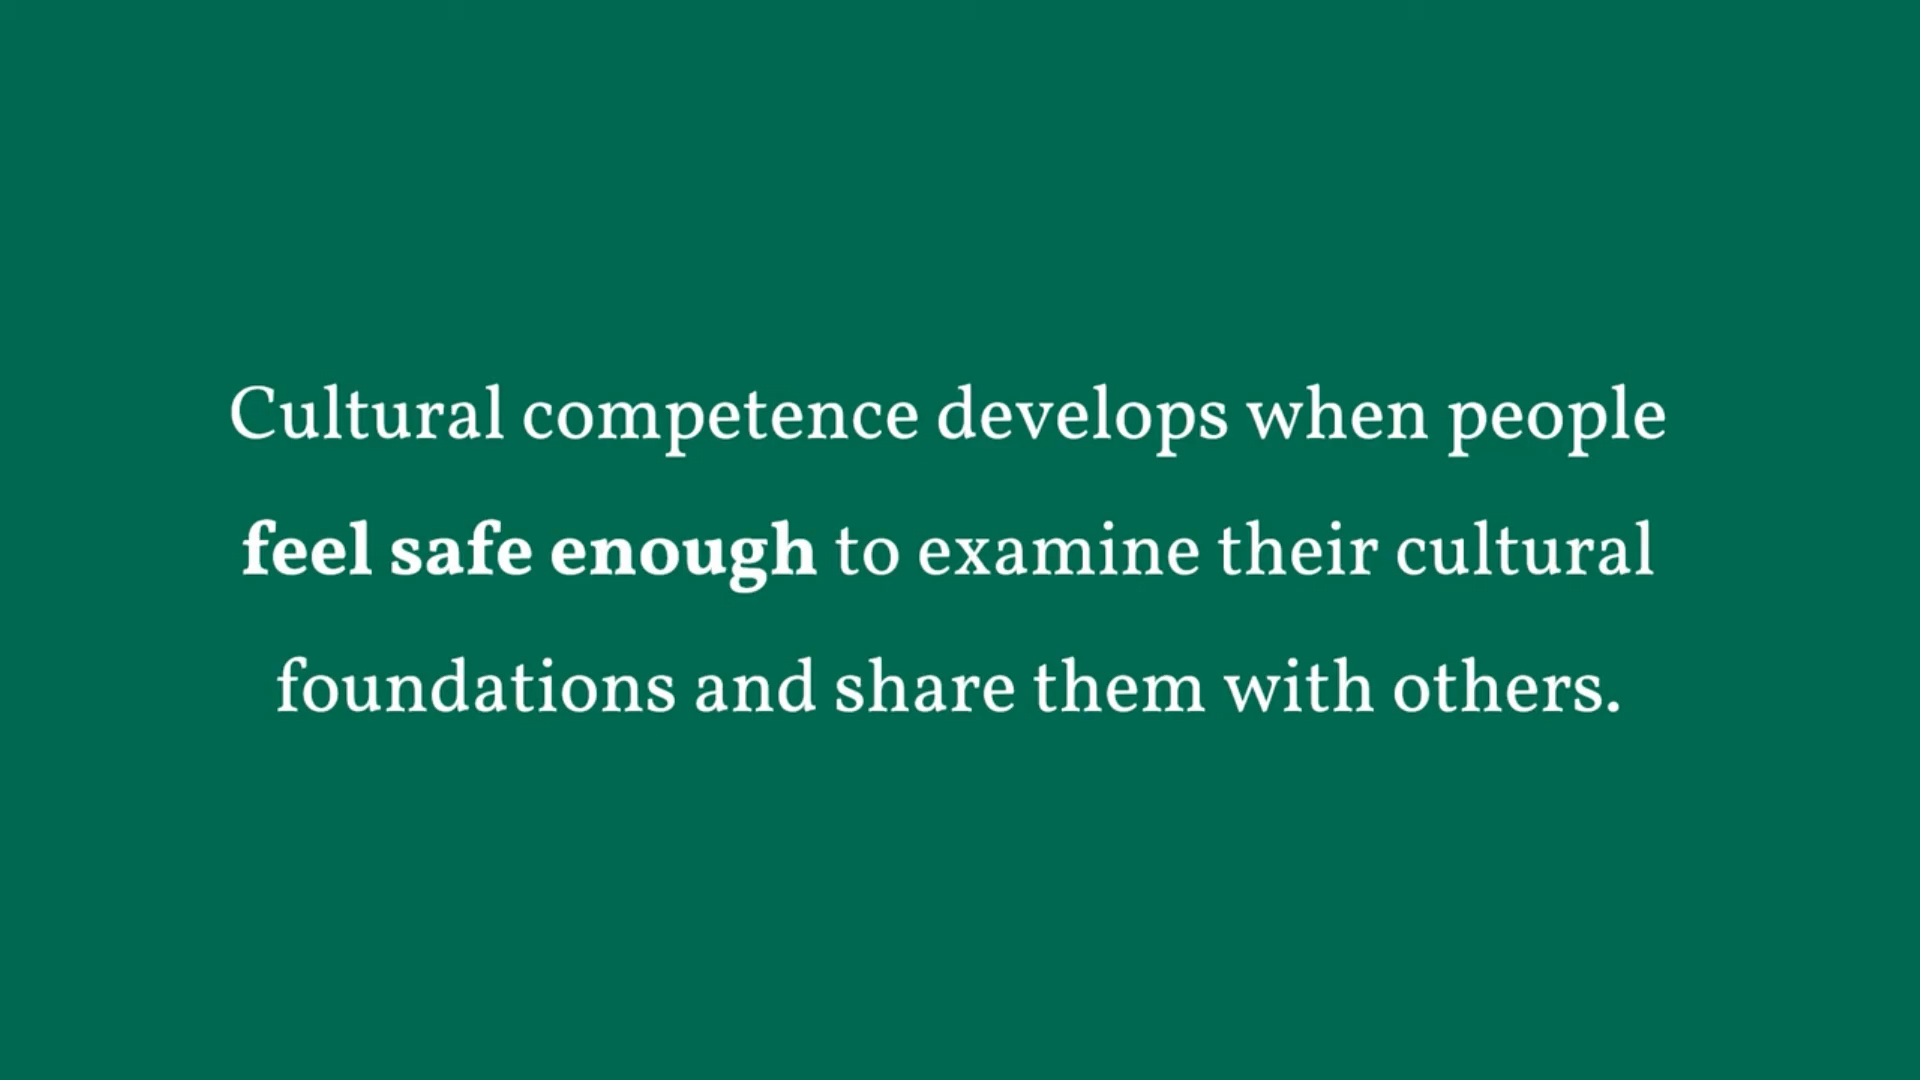 Cultural competence develops when people
feel safe enough to examine their cultural
foundations and share them with others.